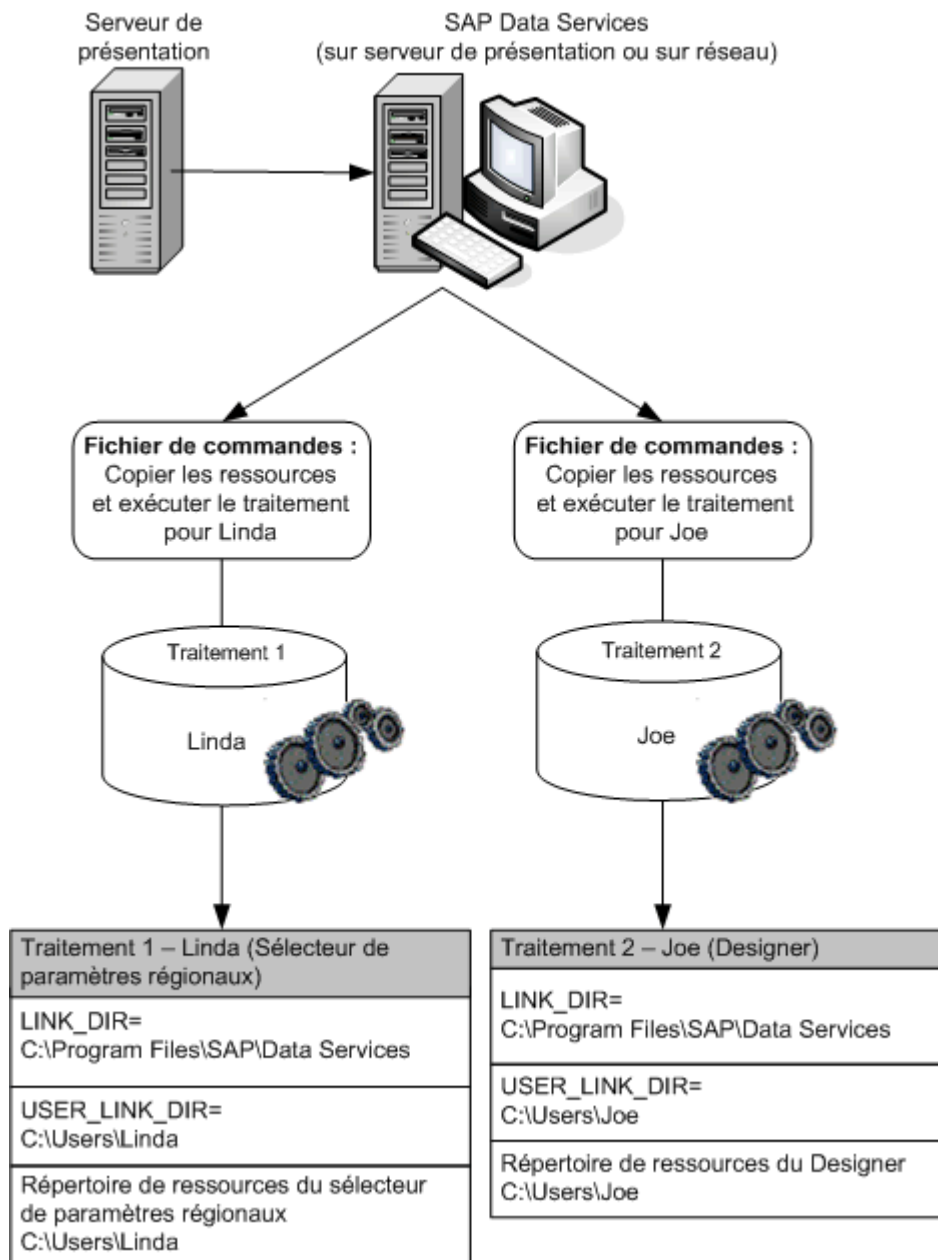 Serveur de
présentation
SAP Data Services
(sur serveur de présentation ou sur réseau)
Fichier de commandes :
Copier les ressources
et exécuter le traitement
pour Linda
Fichier de commandes :
Copier les ressources
et exécuter le traitement
pour Joe
Traitement 1
Linda
Traitement 2
Joe
Traitement 1 – Linda (Sélecteur de
paramètres régionaux)
LINK_DIR=
C:\Program Files\SAP\Data Services
USER_LINK_DIR=
C:\Users\Linda
Répertoire de ressources du sélecteur
de paramètres régionaux
C:\Users\Linda
Traitement 2 – Joe (Designer)
LINK_DIR=
C:\Program Files\SAP\Data Services
USER_LINK_DIR=
C:\Users\Joe
Répertoire de ressources du Designer
C:\Users\Joe